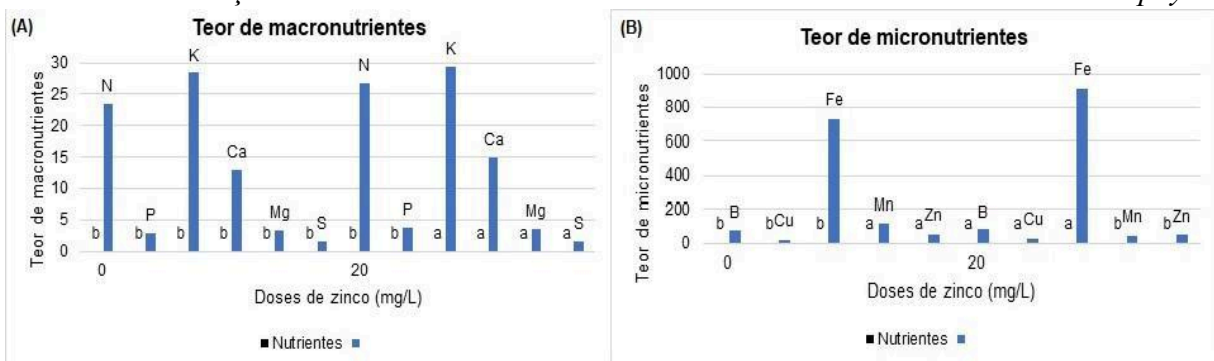 (A)
Teor de macronutrientes
Teor de macronutrientes
30
25
20
15
10
5
0
N P K Ca Mg S N P K Ca Mg S
b b b b b b b b a a a a
0 20
Doses de zinco (mg/L)
Nutrientes
(B)
Teor de micronutrientes
Teor de micronutrientes
1000
800
600
400
200
0
B Cu Fe Mn Zn B Cu Fe Mn Zn
b b b a a a a a b b
0 20
Doses de zinco (mg/L)
Nutrientes